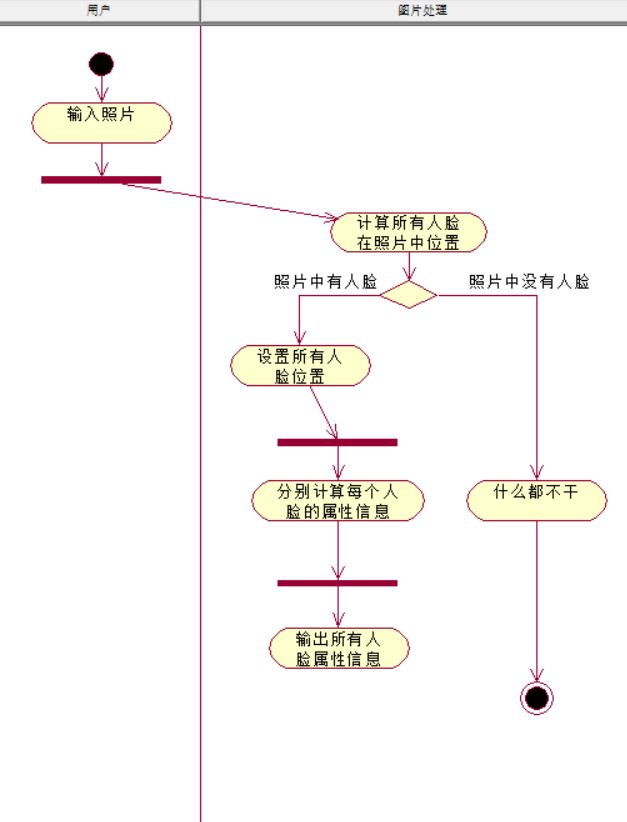 用户
图片处理
输入照片
计算所有人脸
在照片中位置
照片中有人脸
照片中没有人脸
设置所有人
脸位置
分别计算每个人
脸的属性信息
什么都不干
输出所有人
脸属性信息